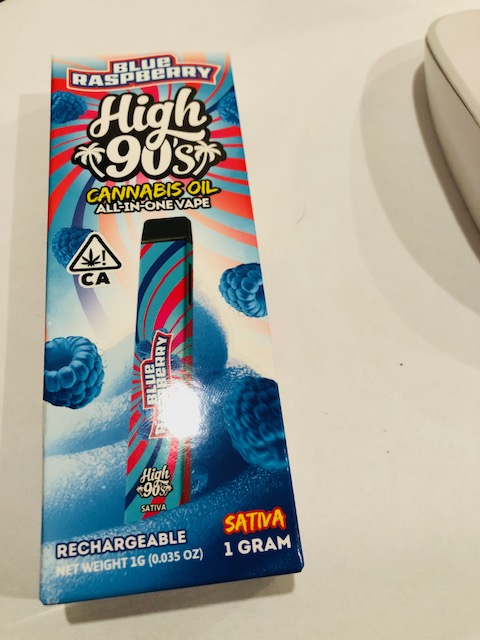 BLUE
RASPBERRY
High
90's
CANNABIS OIL
ALL-IN-ONE VAPE
CA
BLUE
RASPBERRY
High
90's
SATIVA
RECHARGEABLE
NET WEIGHT 1G (0.035 OZ)
SATIVA
1 GRAM